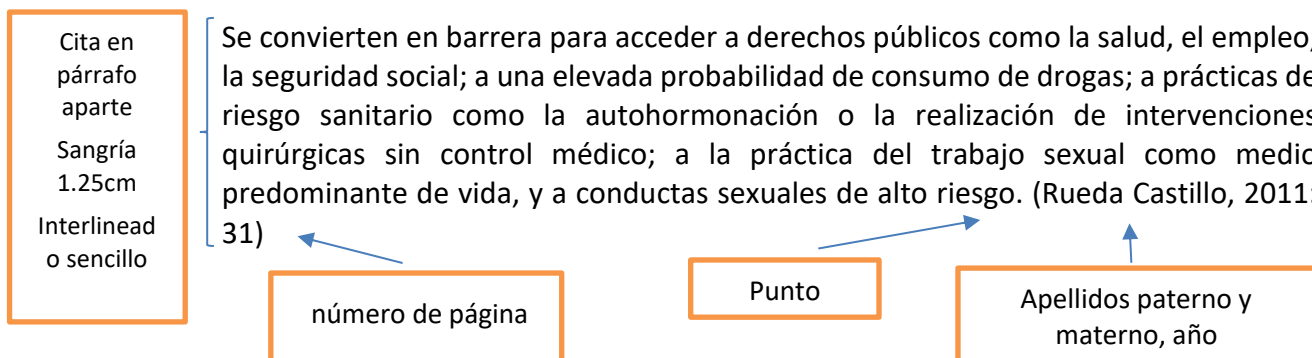 Cita en
párrafo
aparte
Sangría
1.25cm
Interlinead
o sencillo
Se convierten en barrera para acceder a derechos públicos como la salud, el empleo,
la seguridad social; a una elevada probabilidad de consumo de drogas; a prácticas de
riesgo sanitario como la autohormonación o la realización de intervenciones
quirúrgicas sin control médico; a la práctica del trabajo sexual como medio
predominante de vida, y a conductas sexuales de alto riesgo. (Rueda Castillo, 2011:
31)
número de página
Punto
Apellidos paterno y
materno, año